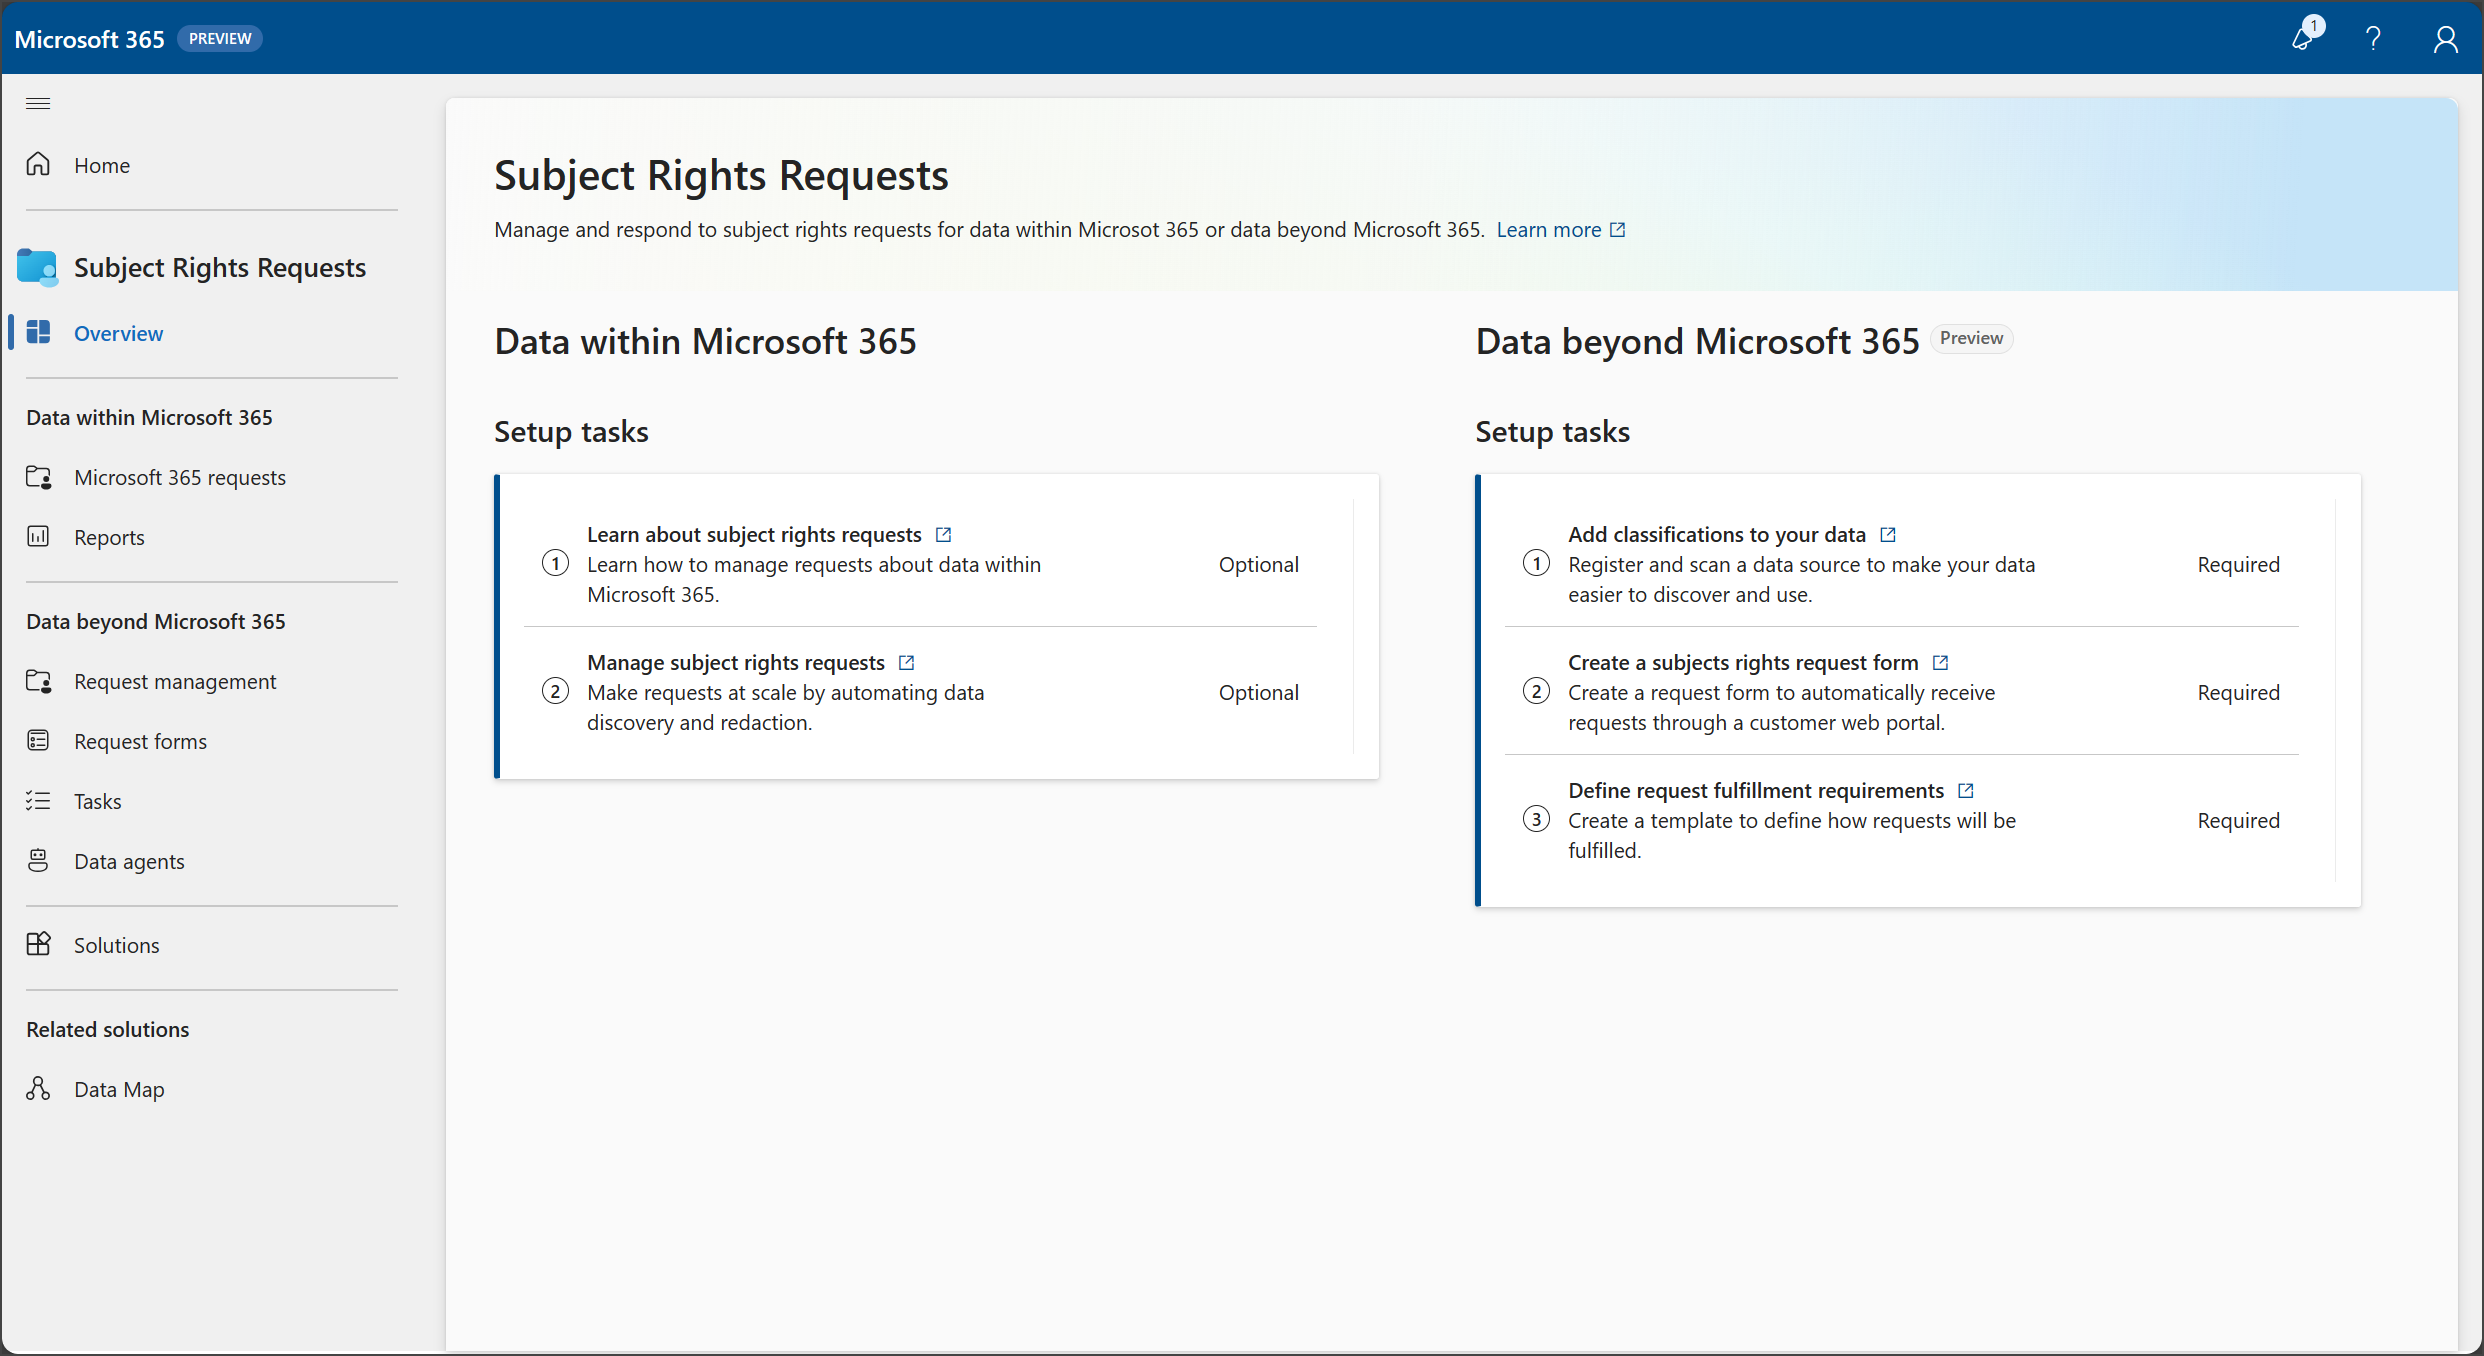 Microsoft 365 PREVIEW
1
Home
Subject Rights Requests
Overview
Data within Microsoft 365
Microsoft 365 requests
Reports
Data beyond Microsoft 365
Request management
Request forms
Tasks
Data agents
Solutions
Related solutions
Data Map
Subject Rights Requests
Manage and respond to subject rights requests for data within Microsot 365 or data beyond Microsoft 365. Learn more
Data within Microsoft 365
Setup tasks
1
Learn about subject rights requests
Learn how to manage requests about data within
Microsoft 365.
Optional
2
Manage subject rights requests
Make requests at scale by automating data
discovery and redaction.
Optional
Data beyond Microsoft 365 Preview
Setup tasks
1
Add classifications to your data
Register and scan a data source to make your data
easier to discover and use.
Required
2
Create a subjects rights request form
Create a request form to automatically receive
requests through a customer web portal.
Required
3
Define request fulfillment requirements
Create a template to define how requests will be
fulfilled.
Required